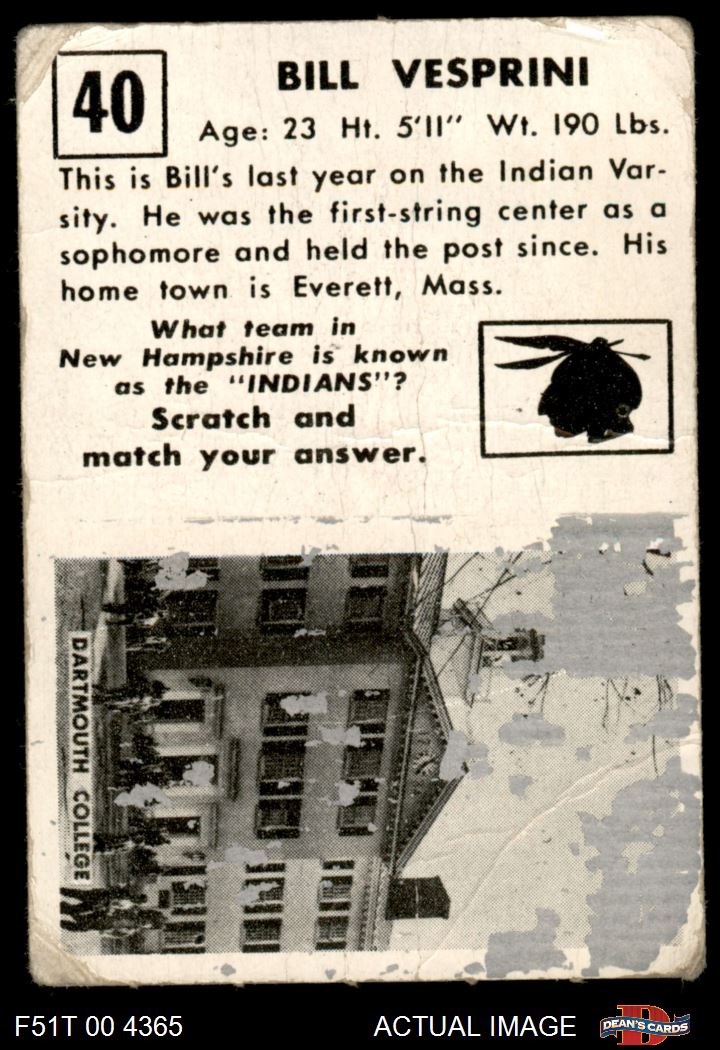 40
BILL VESPRINI
Age: 23 Ht. 5'11" Wt. 190 Lbs.
This is Bill's last year on the Indian Var-
sity. He was the first-string center as a
sophomore and held the post since. His
home town is Everett, Mass.
What team in
New Hampshire is known
as the "INDIANS"?
Scratch and
match your answer.
DARTMOUTH COLLEGE
F51T 00 4365
ACTUAL IMAGE
DEAN'S CARDS